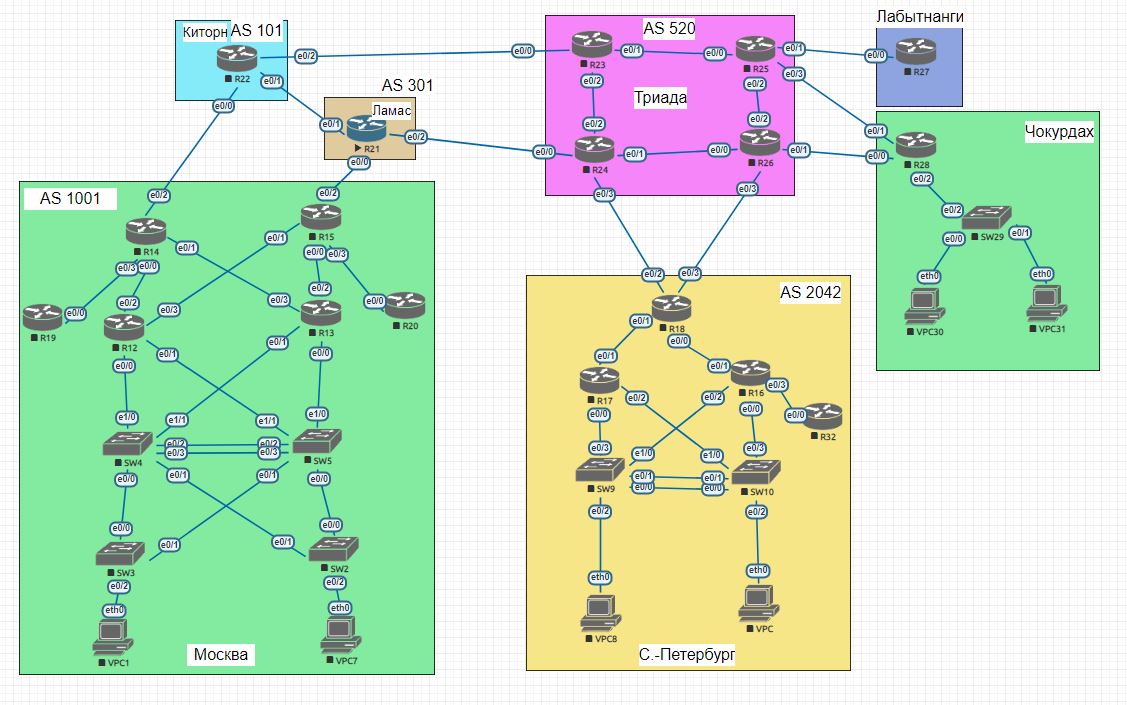 Киторн AS 101
e0/2
R22
e0/1
e0/0
AS 301
Ламас
e0/1
e0/2
R21
e0/0
AS 520
e0/0
e0/1
e0/0
e0/1
R23
R25
e0/3
e0/2
e0/2
Триада
e0/2
e0/2
e0/0
e0/1
e0/0
e0/1
R24
R26
e0/3
e0/3
Лабытнанги
e0/0
R27
Чокурдах
e0/1
e0/0
R28
e0/2
e0/2
SW29
e0/0
e0/1
eth0
eth0
VPC30
VPC31
AS 1001
e0/2
e0/2
R14
R15
e0/1
e0/1
e0/3
e0/0
e0/0
e0/3
e0/2
e0/2
e0/3
e0/3
e0/0
e0/0
R19
R12
R13
R20
e0/1
e0/1
e0/0
e0/0
e1/0
e1/1
e1/1
e1/0
SW4
e0/2
e0/2
SW5
e0/3
e0/3
e0/0
e0/1
e0/1
e0/0
e0/0
e0/1
e0/1
e0/0
SW3
SW2
e0/2
e0/2
eth0
eth0
VPC1
VPC7
Москва
AS 2042
e0/2
e0/3
R18
e0/1
e0/0
e0/1
e0/1
R17
R16
e0/3
e0/2
e0/2
e0/0
e0/0
e0/0
R32
e0/3
e1/0
e1/0
e0/3
SW9
e0/1
e0/1
SW10
e0/0
e0/0
e0/2
e0/2
eth0
eth0
VPC8
VPC
С.-Петербург